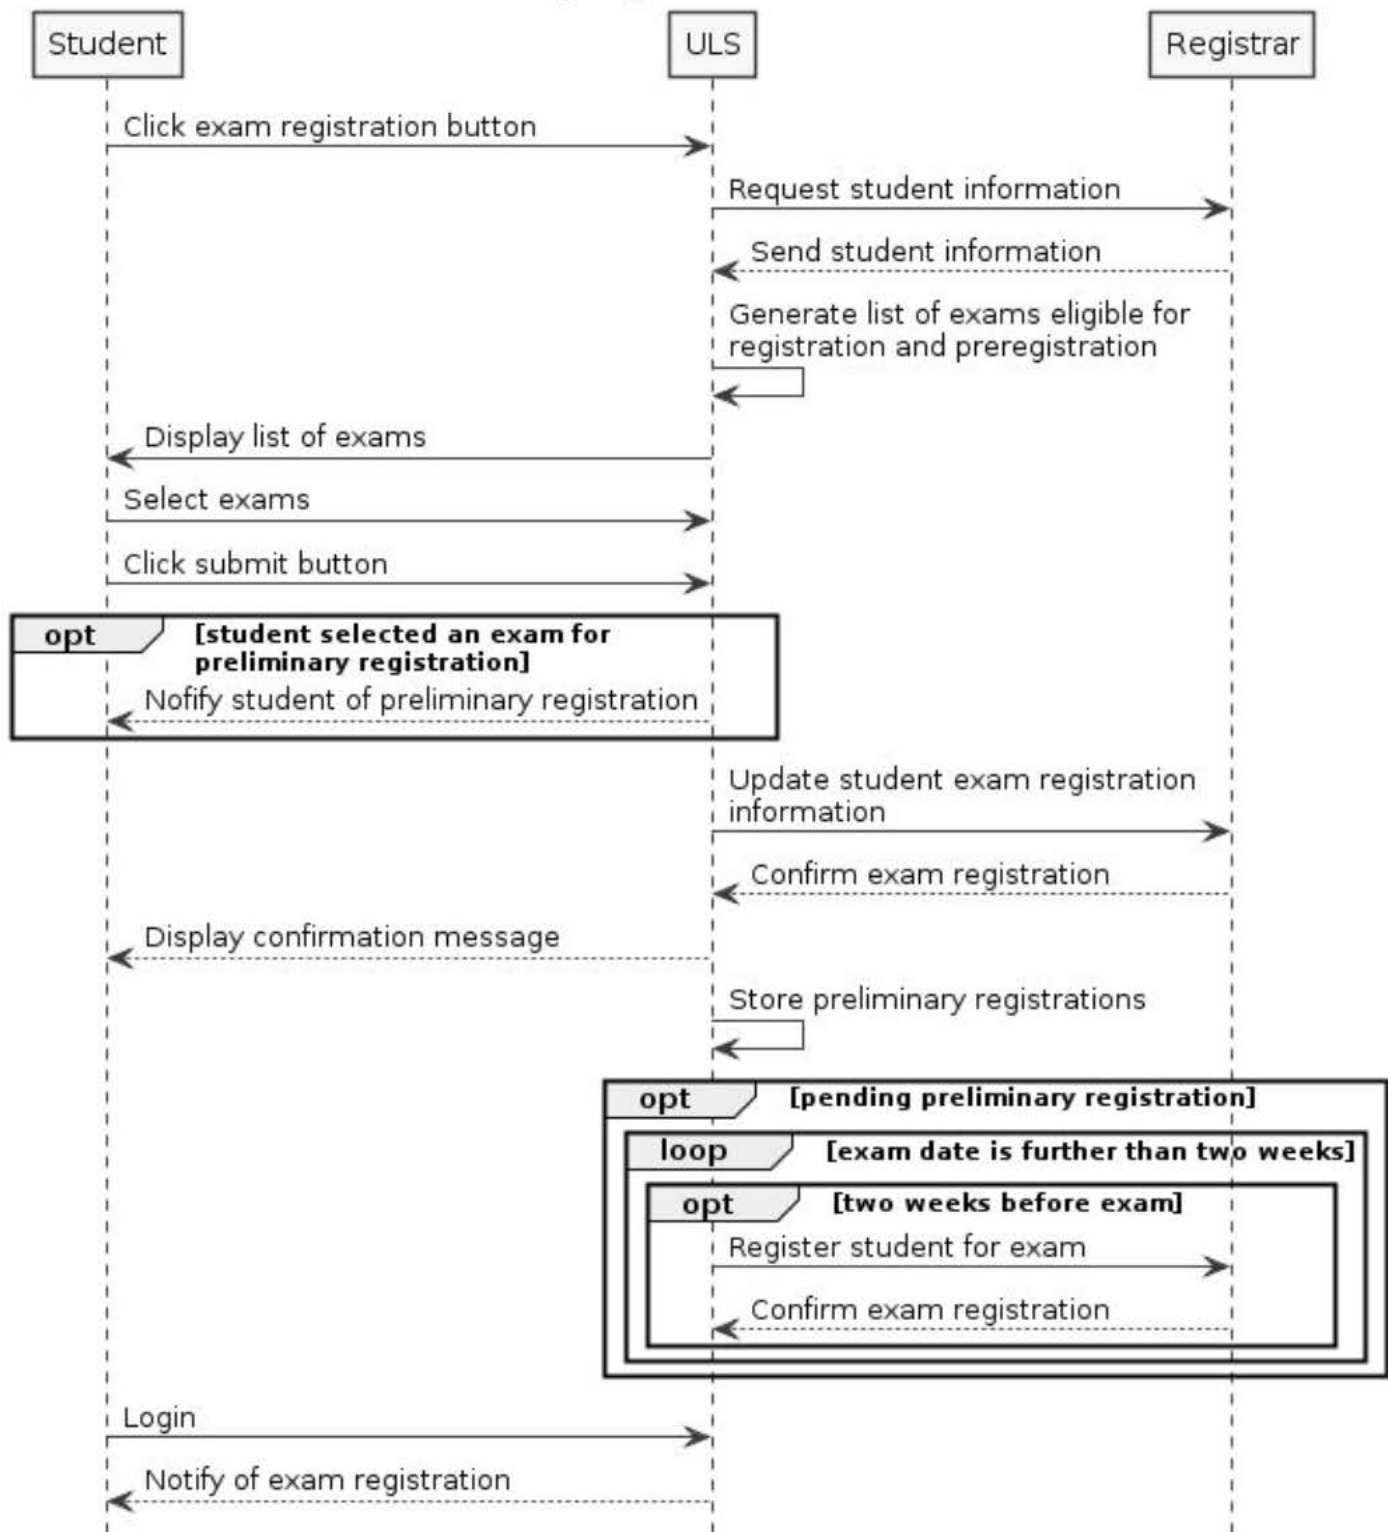 Student
ULS
Registrar
Click exam registration button
Request student information
Send student information
Generate list of exams eligible for
registration and preregistration
Display list of exams
Select exams
Click submit button
opt
[student selected an exam for
preliminary registration]
Nofify student of preliminary registration
Update student exam registration
information
Confirm exam registration
Display confirmation message
Store preliminary registrations
opt
[pending preliminary registration]
loop
[exam date is further than two weeks]
opt
[two weeks before exam]
Register student for exam
Confirm exam registration
Login
Notify of exam registration